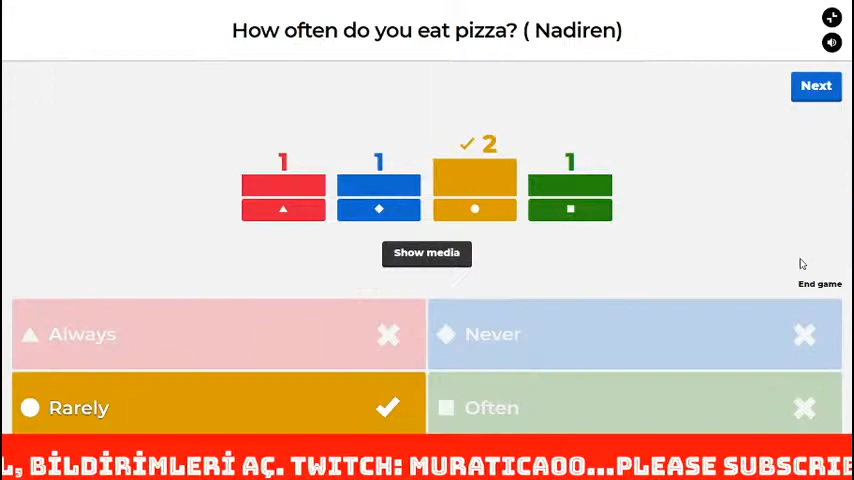 How often do you eat pizza? ( Nadiren)
Next
1 1 2 1
Show media
End game
Always
Never
Rarely
Often
L, BİLDİRİMLERİ AÇ. TWITCH: MURATICA00...PLEASE SUBSCRIBE